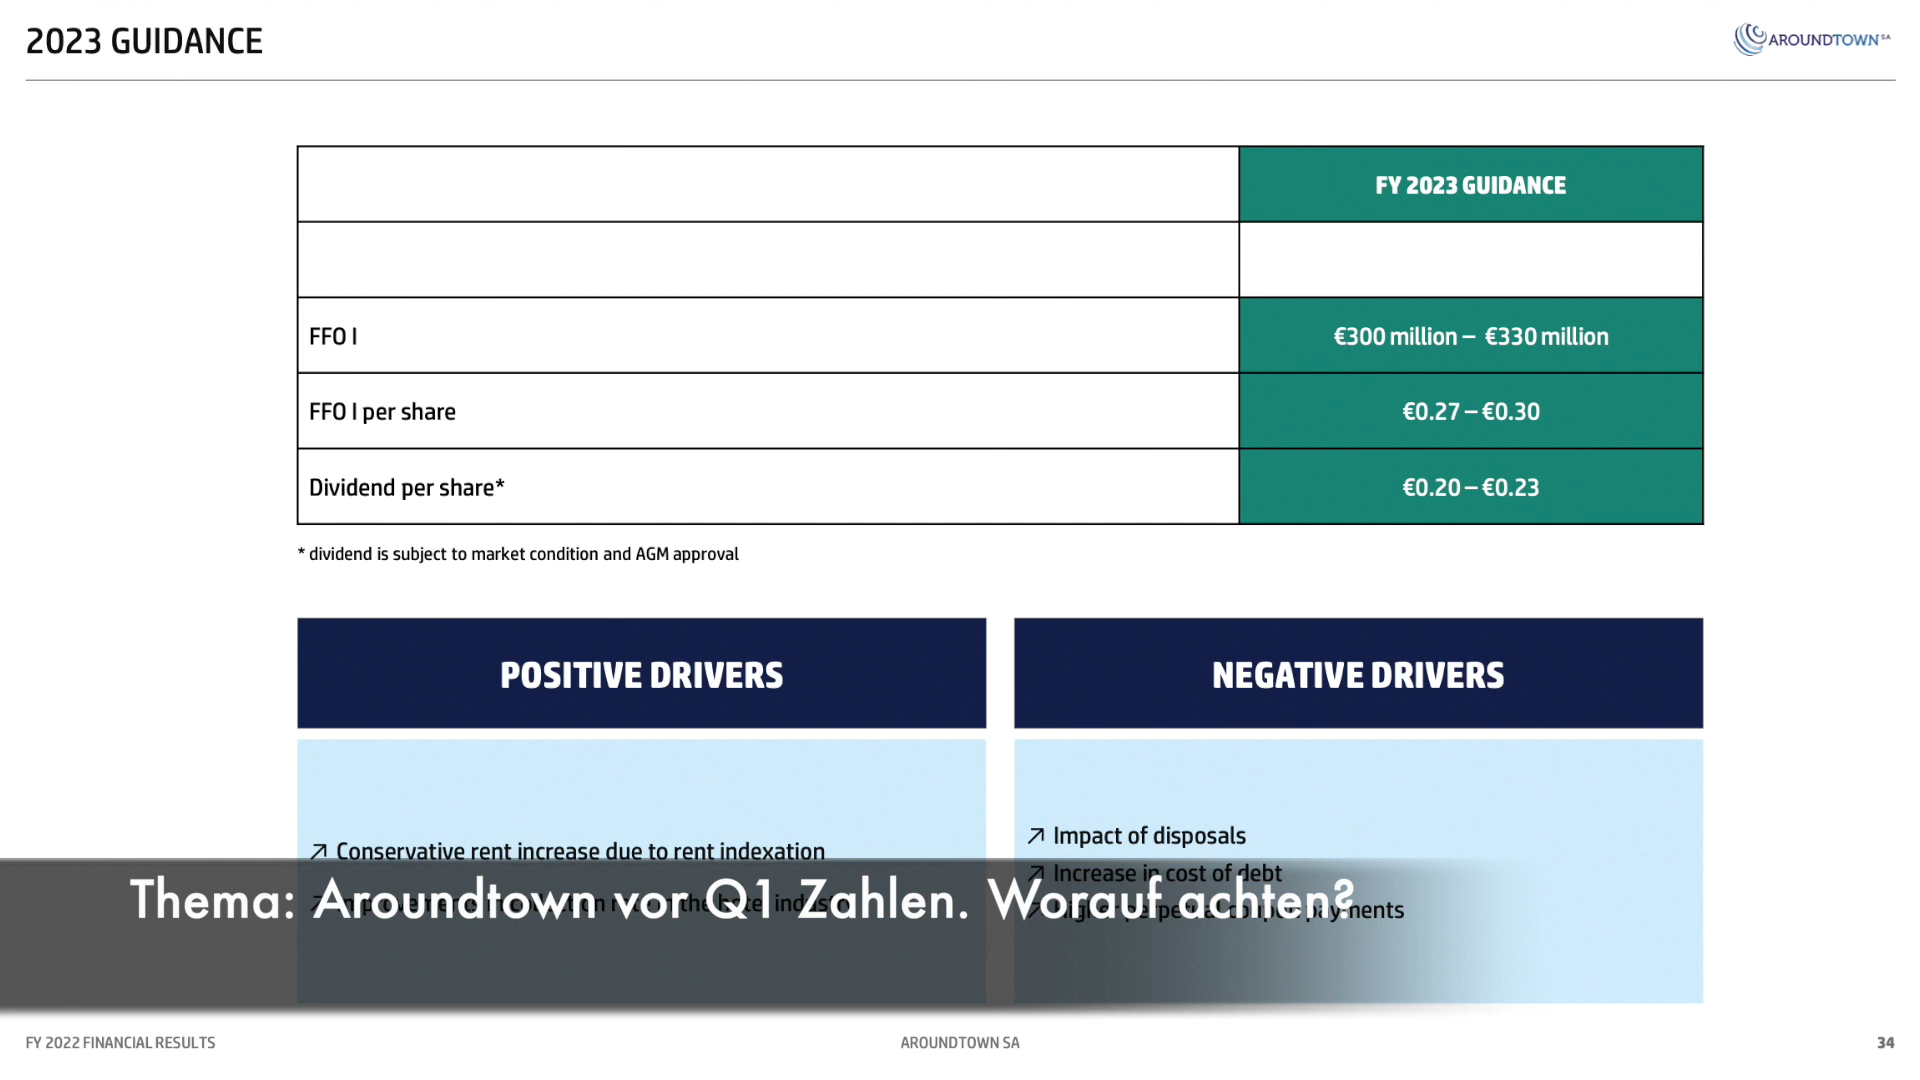 2023 GUIDANCE
AROUNDTOWN SA
FY 2023 GUIDANCE
FFO I
€300 million – €330 million
FFO I per share
€0.27 – €0.30
Dividend per share*
€0.20 – €0.23
* dividend is subject to market condition and AGM approval
POSITIVE DRIVERS
NEGATIVE DRIVERS
↗ Conservative rent increase due to rent indexation
↗ Impact of disposals
↗ Increase in cost of debt
↗ perpetual coupon payments
Thema: Aroundtown vor Q1 Zahlen. Worauf achten?
FY 2022 FINANCIAL RESULTS
AROUNDTOWN SA
34